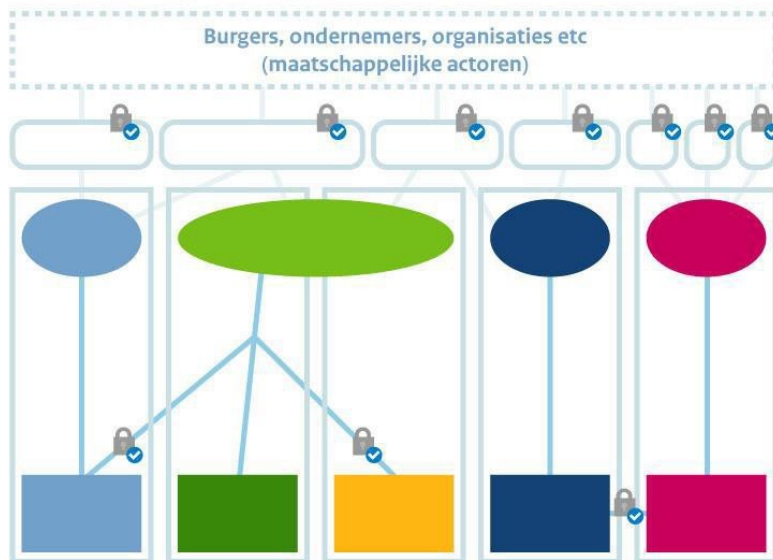 Burgers, ondernemers, organisaties etc
(maatschappelijke actoren)